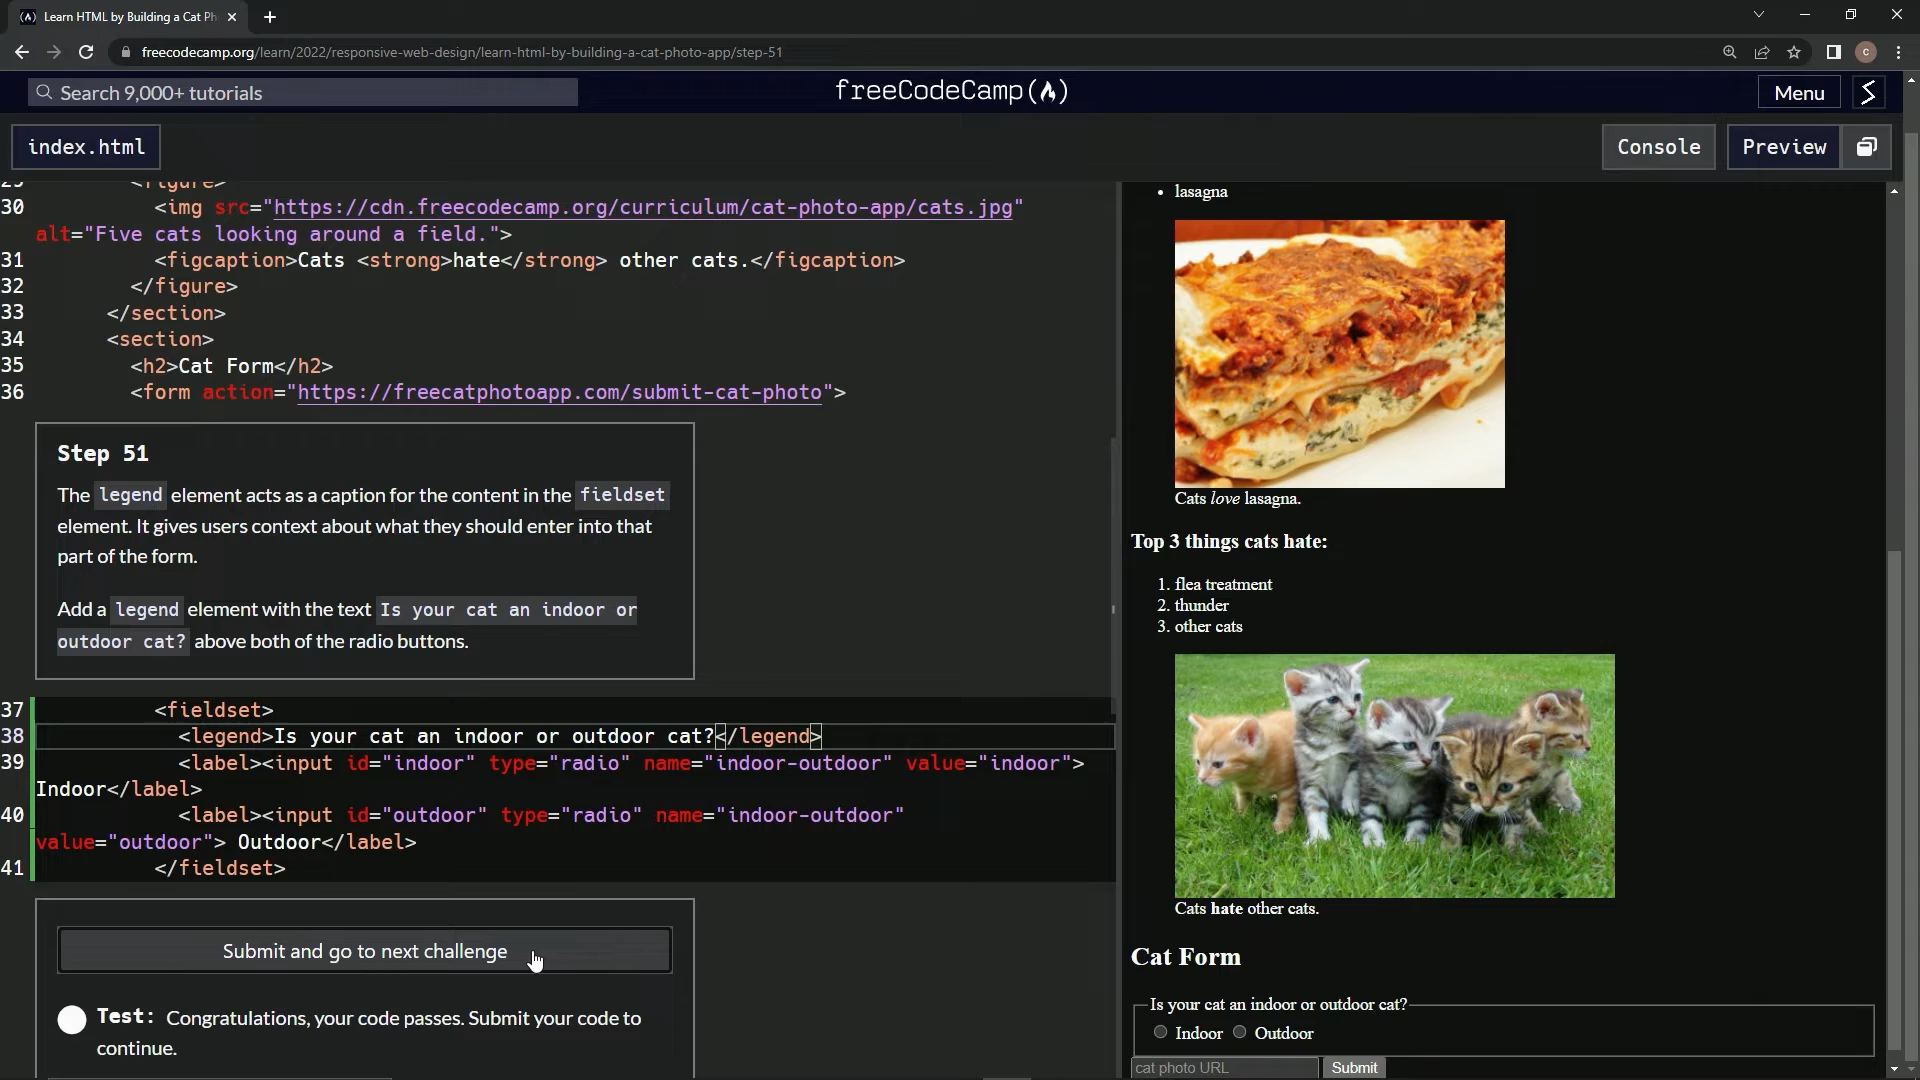 Learn HTML by Building a Cat Ph
freecodecamp.org/learn/2022/responsive-web-design/learn-html-by-building-a-cat-photo-app/step-51
c
Search 9,000+ tutorials
freeCodeCamp
Menu
index.html
Console
Preview
29 <figure>
30 <img src="https://cdn.freecodecamp.org/curriculum/cat-photo-app/cats.jpg"
alt="Five cats looking around a field.">
31 <figcaption>Cats <strong>hate</strong> other cats.</figcaption>
32 </figure>
33 </section>
34 <section>
35 <h2>Cat Form</h2>
36 <form action="https://freecatphotoapp.com/submit-cat-photo">
Step 51
The legend element acts as a caption for the content in the fieldset
element. It gives users context about what they should enter into that
part of the form.
Add a legend element with the text Is your cat an indoor or
outdoor cat? above both of the radio buttons.
37 <fieldset>
38 <legend>Is your cat an indoor or outdoor cat?</legend>
39 <label><input id="indoor" type="radio" name="indoor-outdoor" value="indoor">
Indoor</label>
40 <label><input id="outdoor" type="radio" name="indoor-outdoor"
value="outdoor"> Outdoor</label>
41 </fieldset>
Submit and go to next challenge
Test: Congratulations, your code passes. Submit your code to
continue.
• lasagna
Cats love lasagna.
Top 3 things cats hate:
1. flea treatment
2. thunder
3. other cats
Cats hate other cats.
Cat Form
Is your cat an indoor or outdoor cat?
Indoor Outdoor
cat photo URL Submit